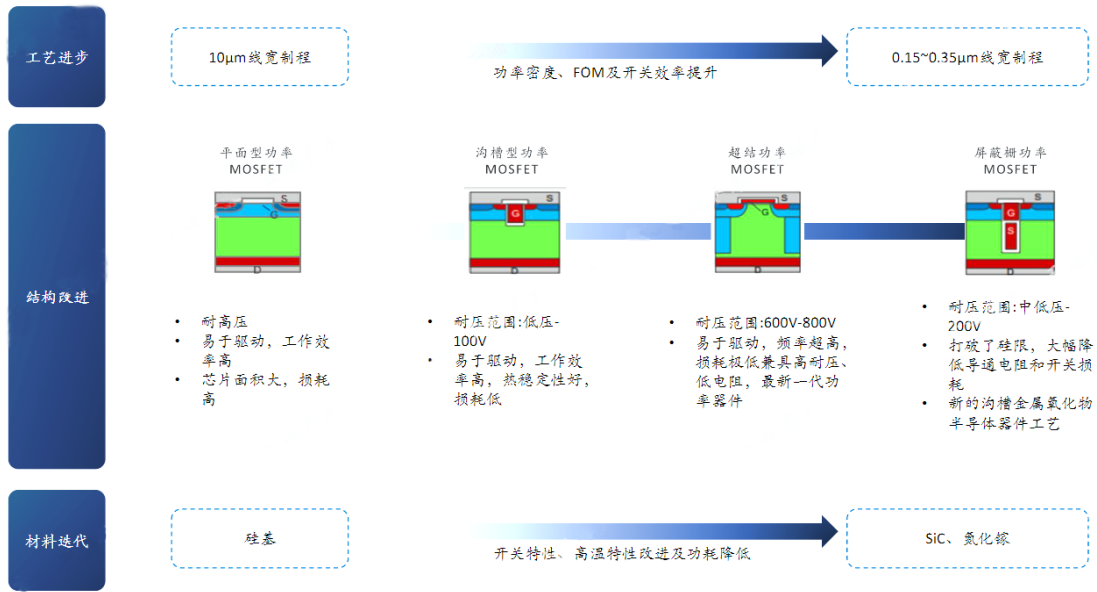 工艺进步
10μm线宽制程
功率密度、FOM及开关效率提升
0.15~0.35μm线宽制程
结构改进
平面型功率
MOSFET
S
G
D
• 耐高压
• 易于驱动，工作效
率高
• 芯片面积大，损耗
高
沟槽型功率
MOSFET
S
G
D
• 耐压范围:低压-
100V
• 易于驱动，工作效
率高，热稳定性好，
损耗低
超结功率
MOSFET
S
G
D
• 耐压范围:600V-800V
• 易于驱动，频率超高，
损耗极低兼具高耐压、
低电阻，最新一代功
率器件
屏蔽栅功率
MOSFET
S
G
S
D
• 耐压范围:中低压-
200V
• 打破了硅限，大幅降
低导通电阻和开关损
耗
• 新的沟槽金属氧化物
半导体器件工艺
材料迭代
硅基
开关特性、高温特性改进及功耗降低
SiC、氮化镓